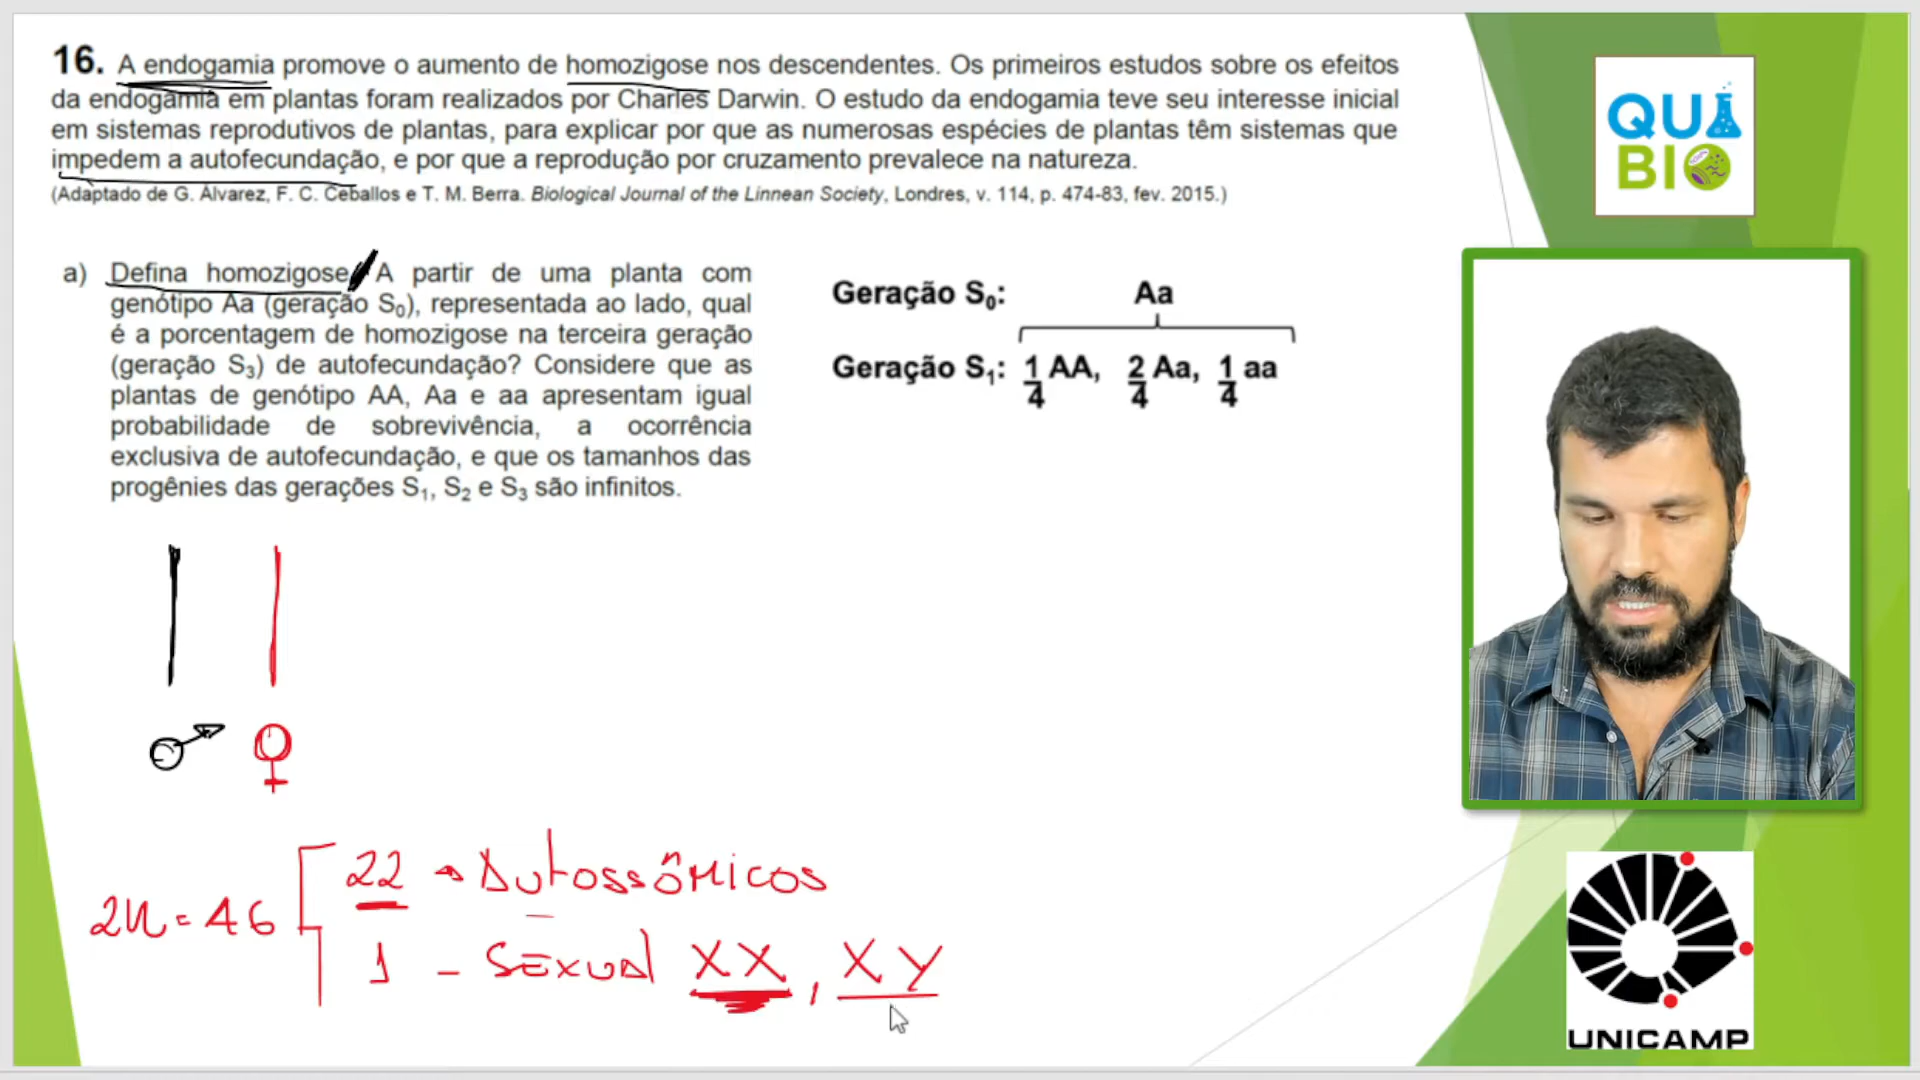 16. A endogamia promove o aumento de homozigose nos descendentes. Os primeiros estudos sobre os efeitos
da endogamia em plantas foram realizados por Charles Darwin. O estudo da endogamia teve seu interesse inicial
em sistemas reprodutivos de plantas, para explicar por que as numerosas espécies de plantas têm sistemas que
impedem a autofecundação, e por que a reprodução por cruzamento prevalece na natureza.
(Adaptado de G. Álvarez, F. C. Ceballos e T. M. Berra. Biological Journal of the Linnean Society, Londres, v. 114, p. 474-83, fev. 2015.)
a) Defina homozigose. A partir de uma planta com
genótipo Aa (geração S₀), representada ao lado, qual
é a porcentagem de homozigose na terceira geração
(geração S₃) de autofecundação? Considere que as
plantas de genótipo AA, Aa e aa apresentam igual
probabilidade de sobrevivência, a ocorrência
exclusiva de autofecundação, e que os tamanhos das
progênies das gerações S₁, S₂ e S₃ são infinitos.
Geração S₀: Aa
Geração S₁: 1/4 AA, 2/4 Aa, 1/4 aa
♂ ♀
2n = 46
22 → Autossômicos
1 - Sexual XX, XY
QUI
BIO
UNICAMP